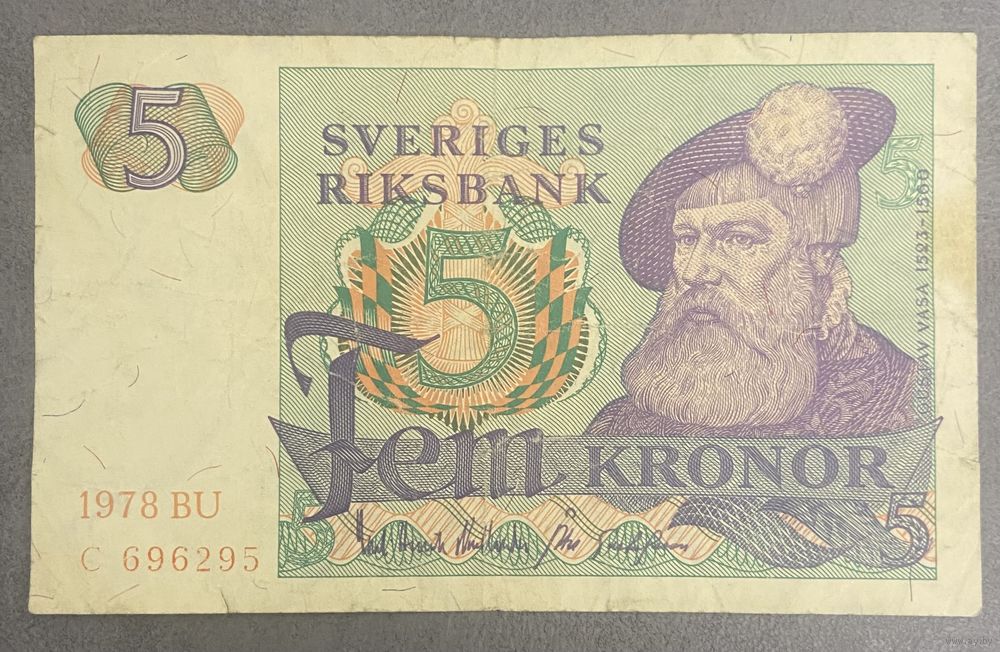 5
SVERIGES
RIKSBANK
5
5
GUSTAV VASA 1523-1560
Fem KRONOR
1978 BU
C 696295
5
5